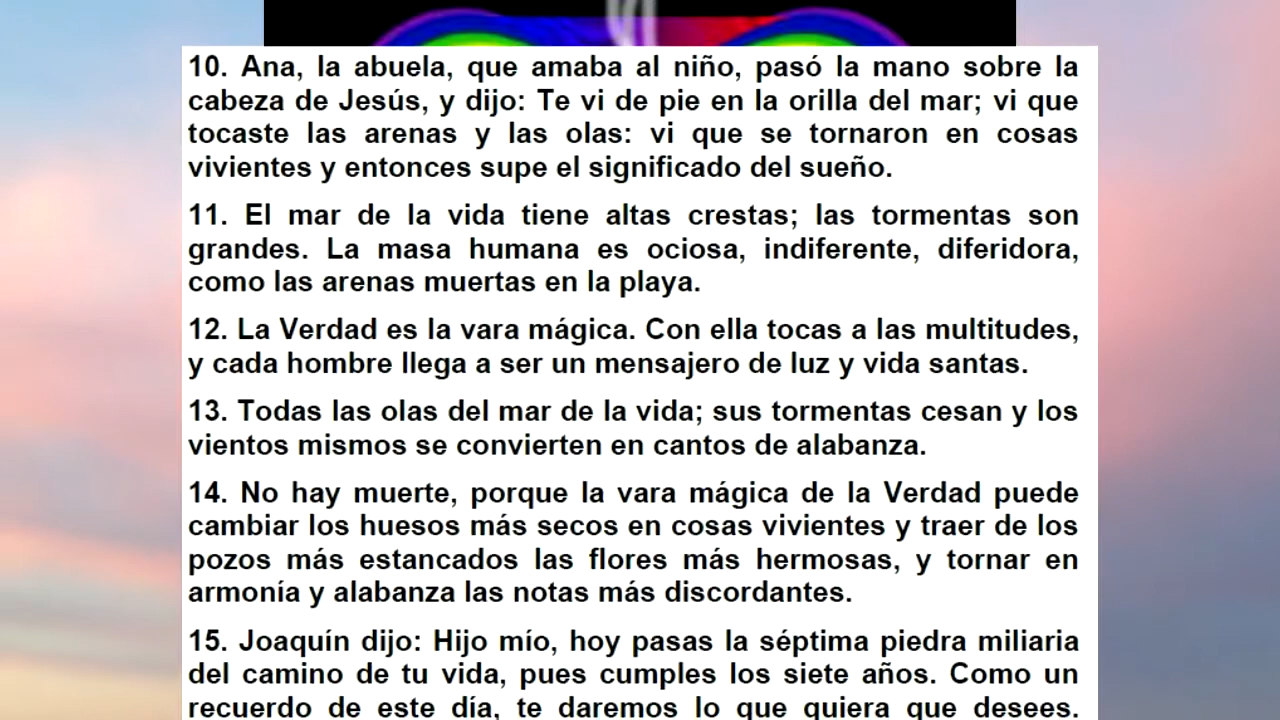 10. Ana, la abuela, que amaba al niño, pasó la mano sobre la
cabeza de Jesús, y dijo: Te vi de pie en la orilla del mar; vi que
tocaste las arenas y las olas: vi que se tornaron en cosas
vivientes y entonces supe el significado del sueño.
11. El mar de la vida tiene altas crestas; las tormentas son
grandes. La masa humana es ociosa, indiferente, diferidora,
como las arenas muertas en la playa.
12. La Verdad es la vara mágica. Con ella tocas a las multitudes,
y cada hombre llega a ser un mensajero de luz y vida santas.
13. Todas las olas del mar de la vida; sus tormentas cesan y los
vientos mismos se convierten en cantos de alabanza.
14. No hay muerte, porque la vara mágica de la Verdad puede
cambiar los huesos más secos en cosas vivientes y traer de los
pozos más estancados las flores más hermosas, y tornar en
armonía y alabanza las notas más discordantes.
15. Joaquín dijo: Hijo mío, hoy pasas la séptima piedra miliaria
del camino de tu vida, pues cumples los siete años. Como un
recuerdo de este día, te daremos lo que quiera que desees.